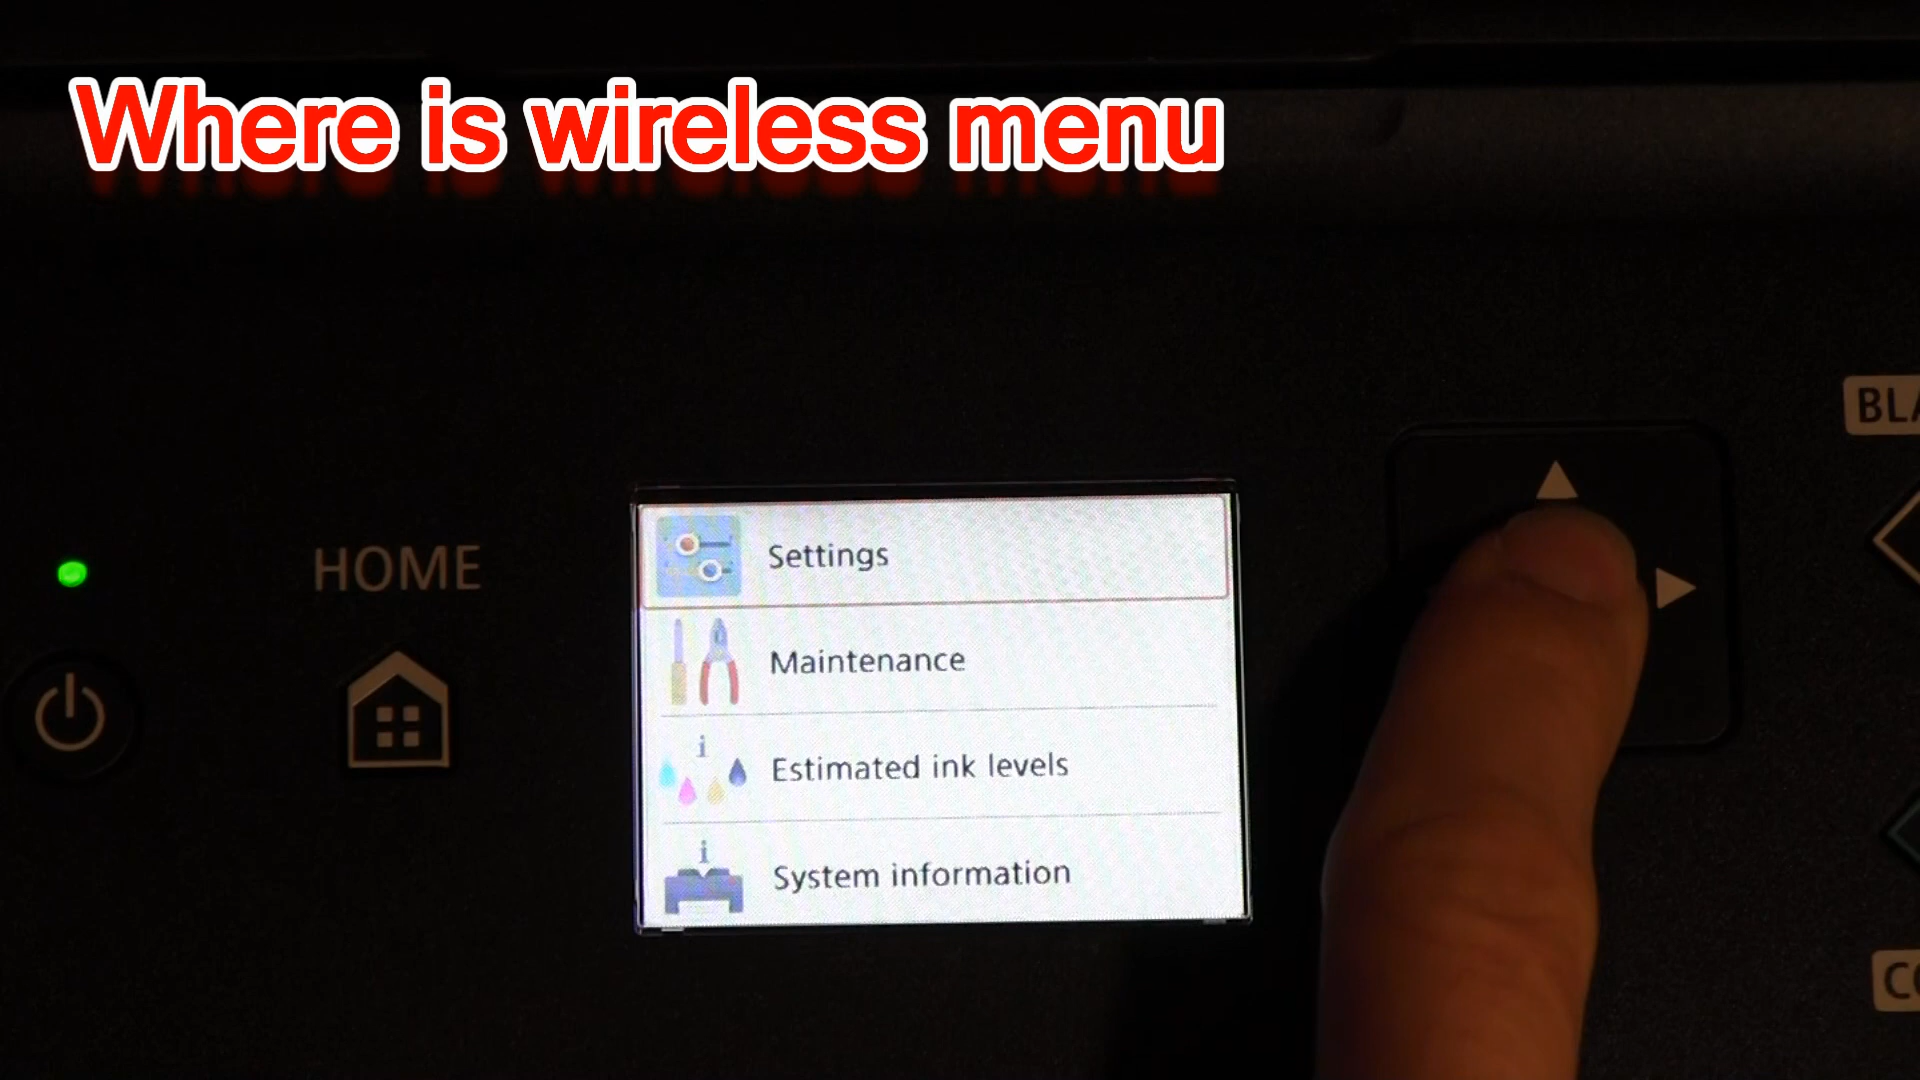 Where is wireless menu
HOME
Settings
Maintenance
Estimated ink levels
System information